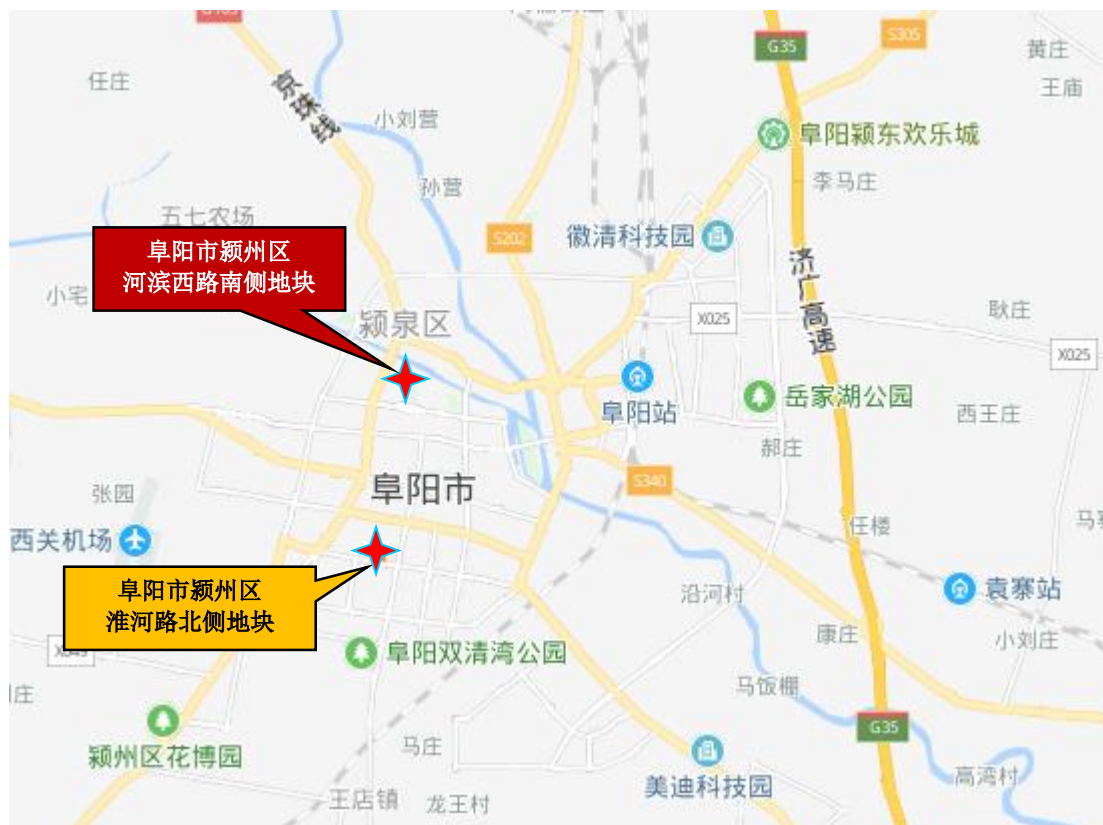 S305
G35
黄庄
任庄
王庙
京珠线
小刘营
阜阳颍东欢乐城
孙营
李马庄
五七农场
S202
徽清科技园
阜阳市颍州区
河滨西路南侧地块
济广高速
小宅
颍泉区
X025
耿庄
X025
阜阳站
岳家湖公园
西王庄
郝庄
阜阳市
S340
张园
任楼
西关机场
阜阳市颍州区
淮河路北侧地块
沿河村
袁寨站
康庄
小刘庄
阜阳双清湾公园
马饭棚
庄
G35
颍州区花博园
马庄
美迪科技园
高湾村
王店镇
龙王村